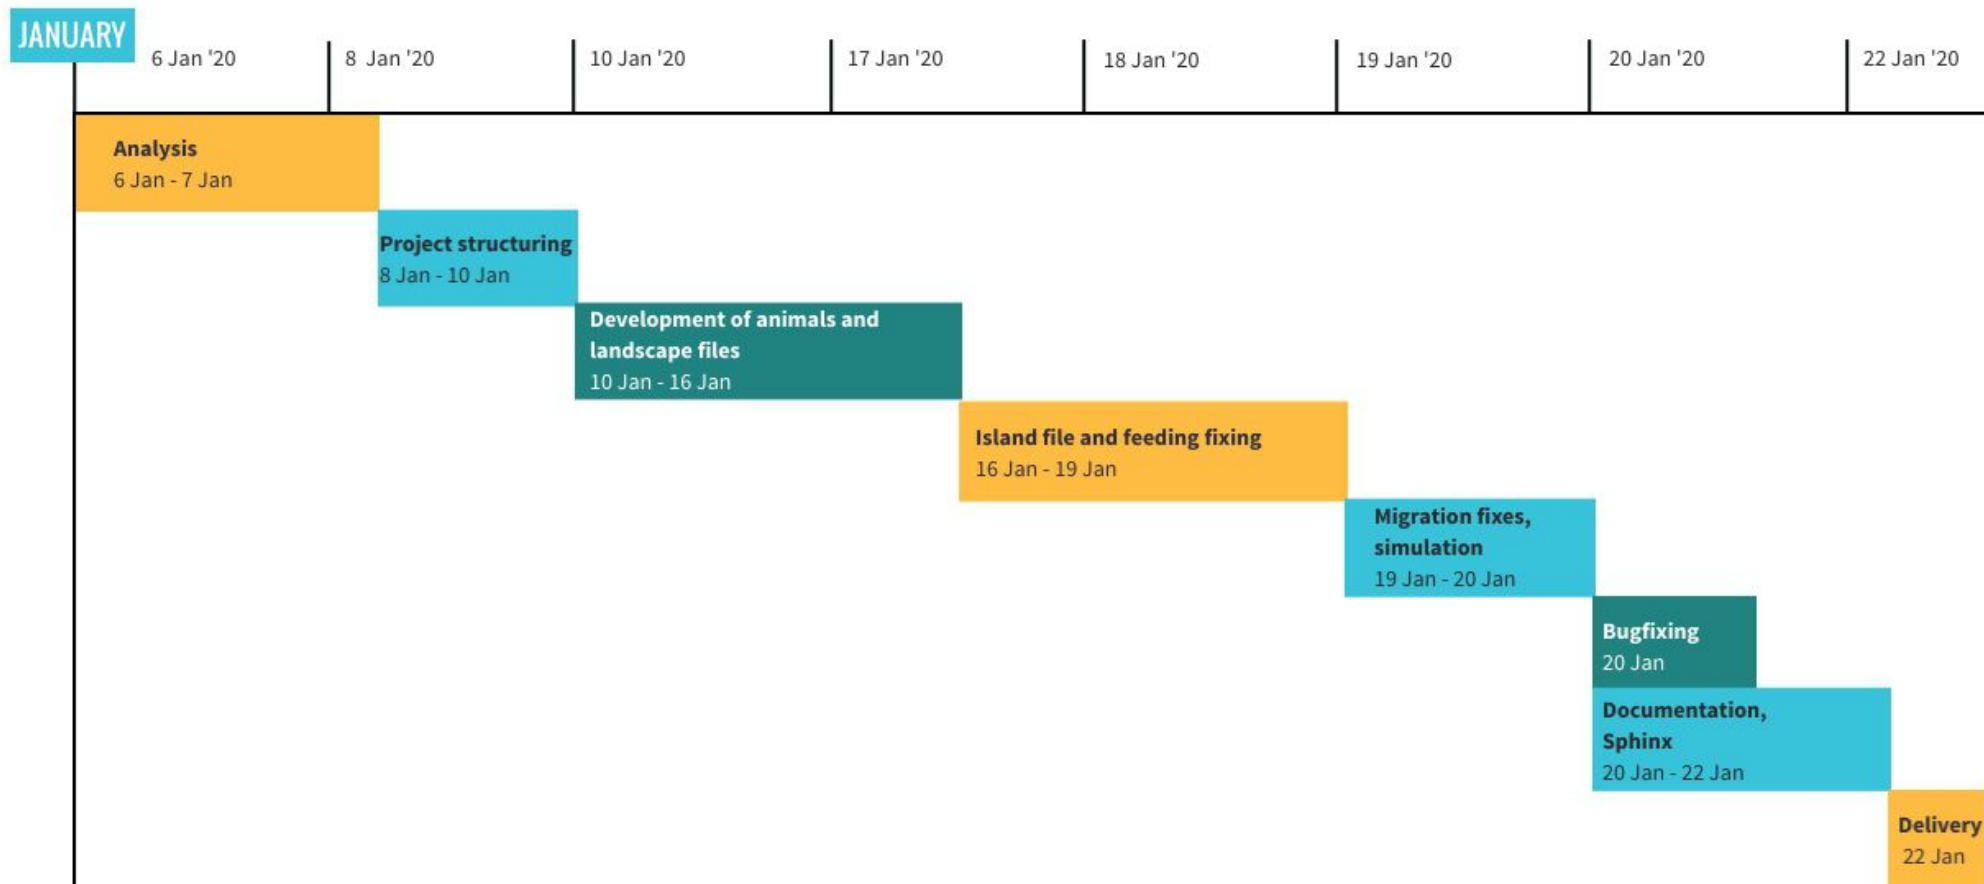 JANUARY
6 Jan '20
8 Jan '20
10 Jan '20
17 Jan '20
18 Jan '20
19 Jan '20
20 Jan '20
22 Jan '20
Analysis
6 Jan - 7 Jan
Project structuring
8 Jan - 10 Jan
Development of animals and
landscape files
10 Jan - 16 Jan
Island file and feeding fixing
16 Jan - 19 Jan
Migration fixes,
simulation
19 Jan - 20 Jan
Bugfixing
20 Jan
Documentation,
Sphinx
20 Jan - 22 Jan
Delivery
22 Jan